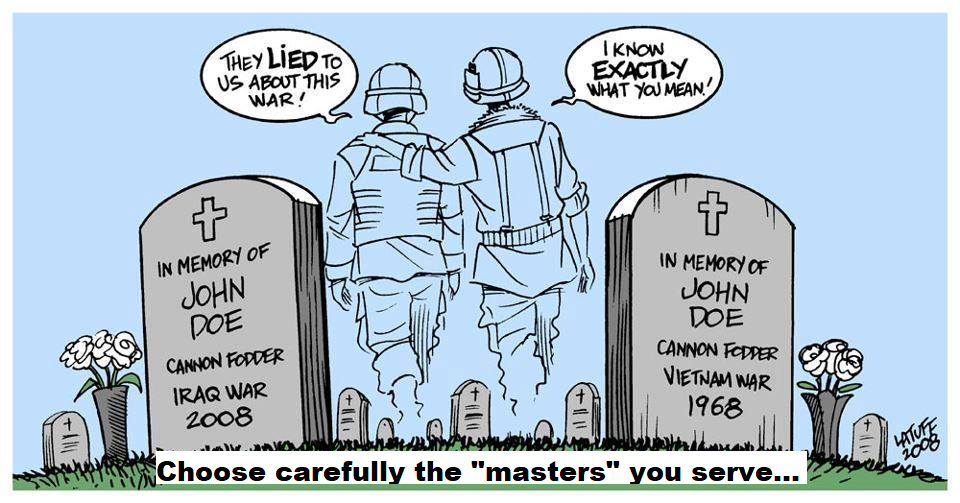 THEY LiED TO
US ABOUT THIS
WAR!
I KNOW
EXACTLY
WHAT YOU MEAN!
IN MEMORY OF
JOHN
DOE
CANNON FODDER
IRAQ WAR
2008
IN MEMORY OF
JOHN
DOE
CANNON FODDER
VIETNAM WAR
1968
LATUFF
2008
Choose carefully the "masters" you serve...